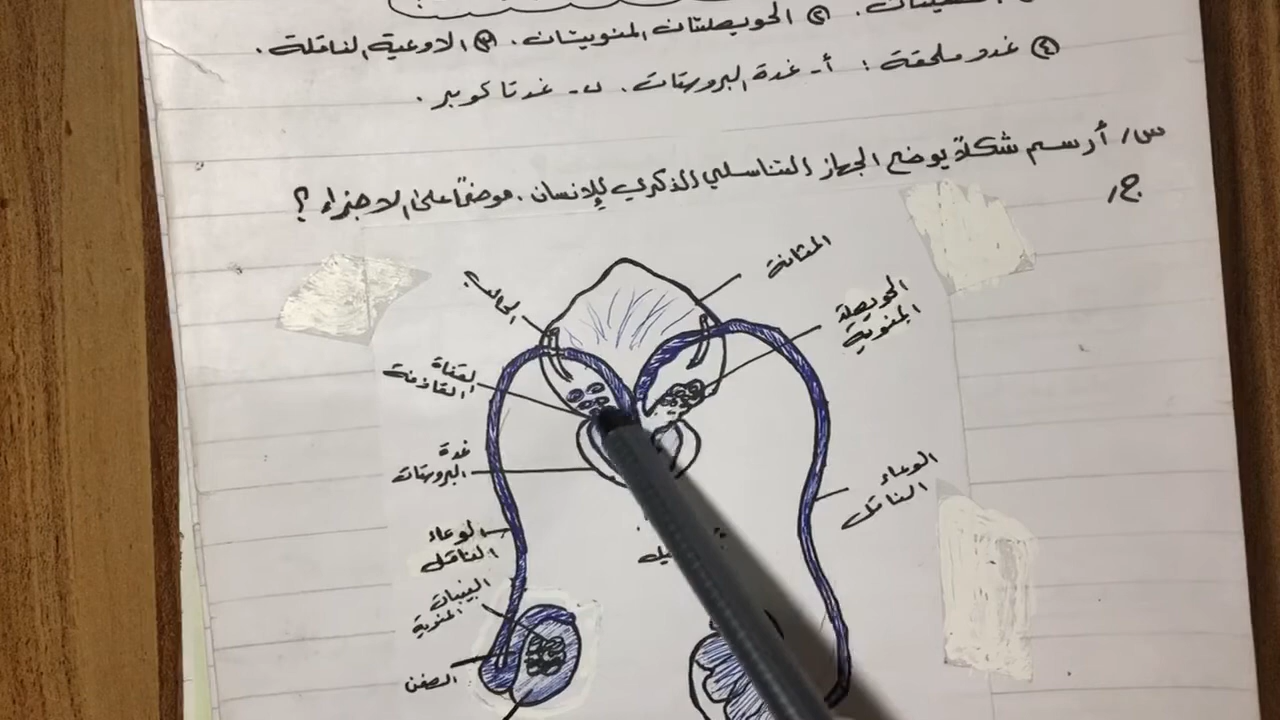 ② الحويصلتان المنويتان. ③ الاوعية الناقلة.
④ غدد ملحقة : أ- غدة البروستات. ب- غدتا كوبر.
س/ أرسم شكلاً يوضح الجهاز التناسلي الذكري للإنسان. موضحاً على الاجزاء ؟
ج/
المثانة
الحالب
الحويصلة
المنوية
القناة
القاذفة
غدة
البروستات
الوعاء
الناقل
الوعاء
الناقل
النبيبات
المنوية
الصفن